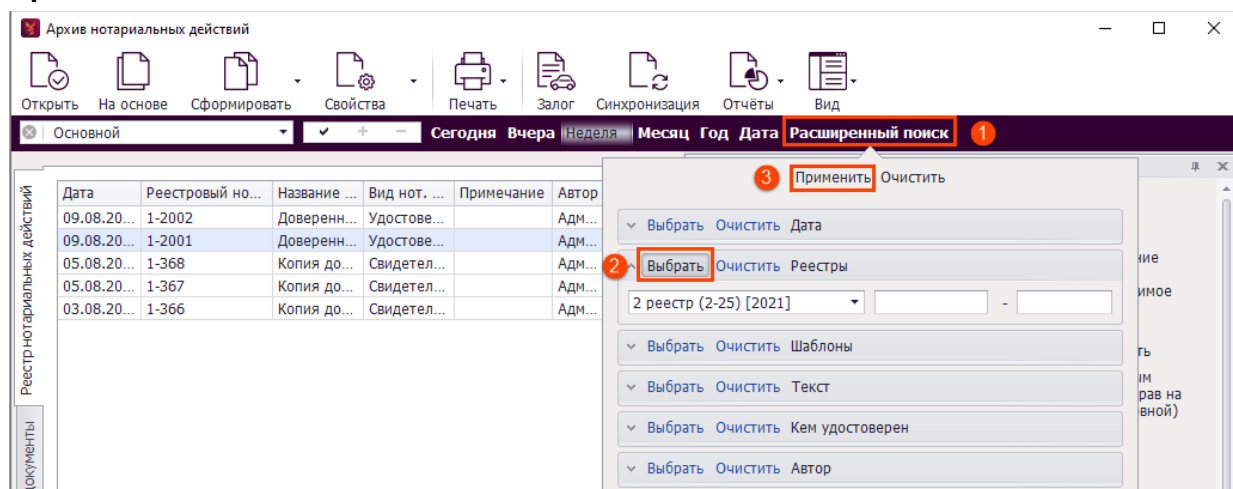 Архив нотариальных действий
Открыть На основе Сформировать Свойства Печать Залог Синхронизация Отчёты Вид
Основной Сегодня Вчера Неделя Месяц Год Дата Расширенный поиск 1
3 Применить Очистить
Реестр нотариальных действий
Дата Реестровый но... Название ... Вид нот. ... Примечание Автор
09.08.20... 1-2002 Доверенн... Удостове... Адм...
09.08.20... 1-2001 Доверенн... Удостове... Адм...
05.08.20... 1-368 Копия до... Свидетел... Адм...
05.08.20... 1-367 Копия до... Свидетел... Адм...
03.08.20... 1-366 Копия до... Свидетел... Адм...
Выбрать Очистить Дата
2 Выбрать Очистить Реестры
2 реестр (2-25) [2021] -
Выбрать Очистить Шаблоны
Выбрать Очистить Текст
Выбрать Очистить Кем удостоверен
Выбрать Очистить Автор
ние
имое
ть
им
рав на
вной)